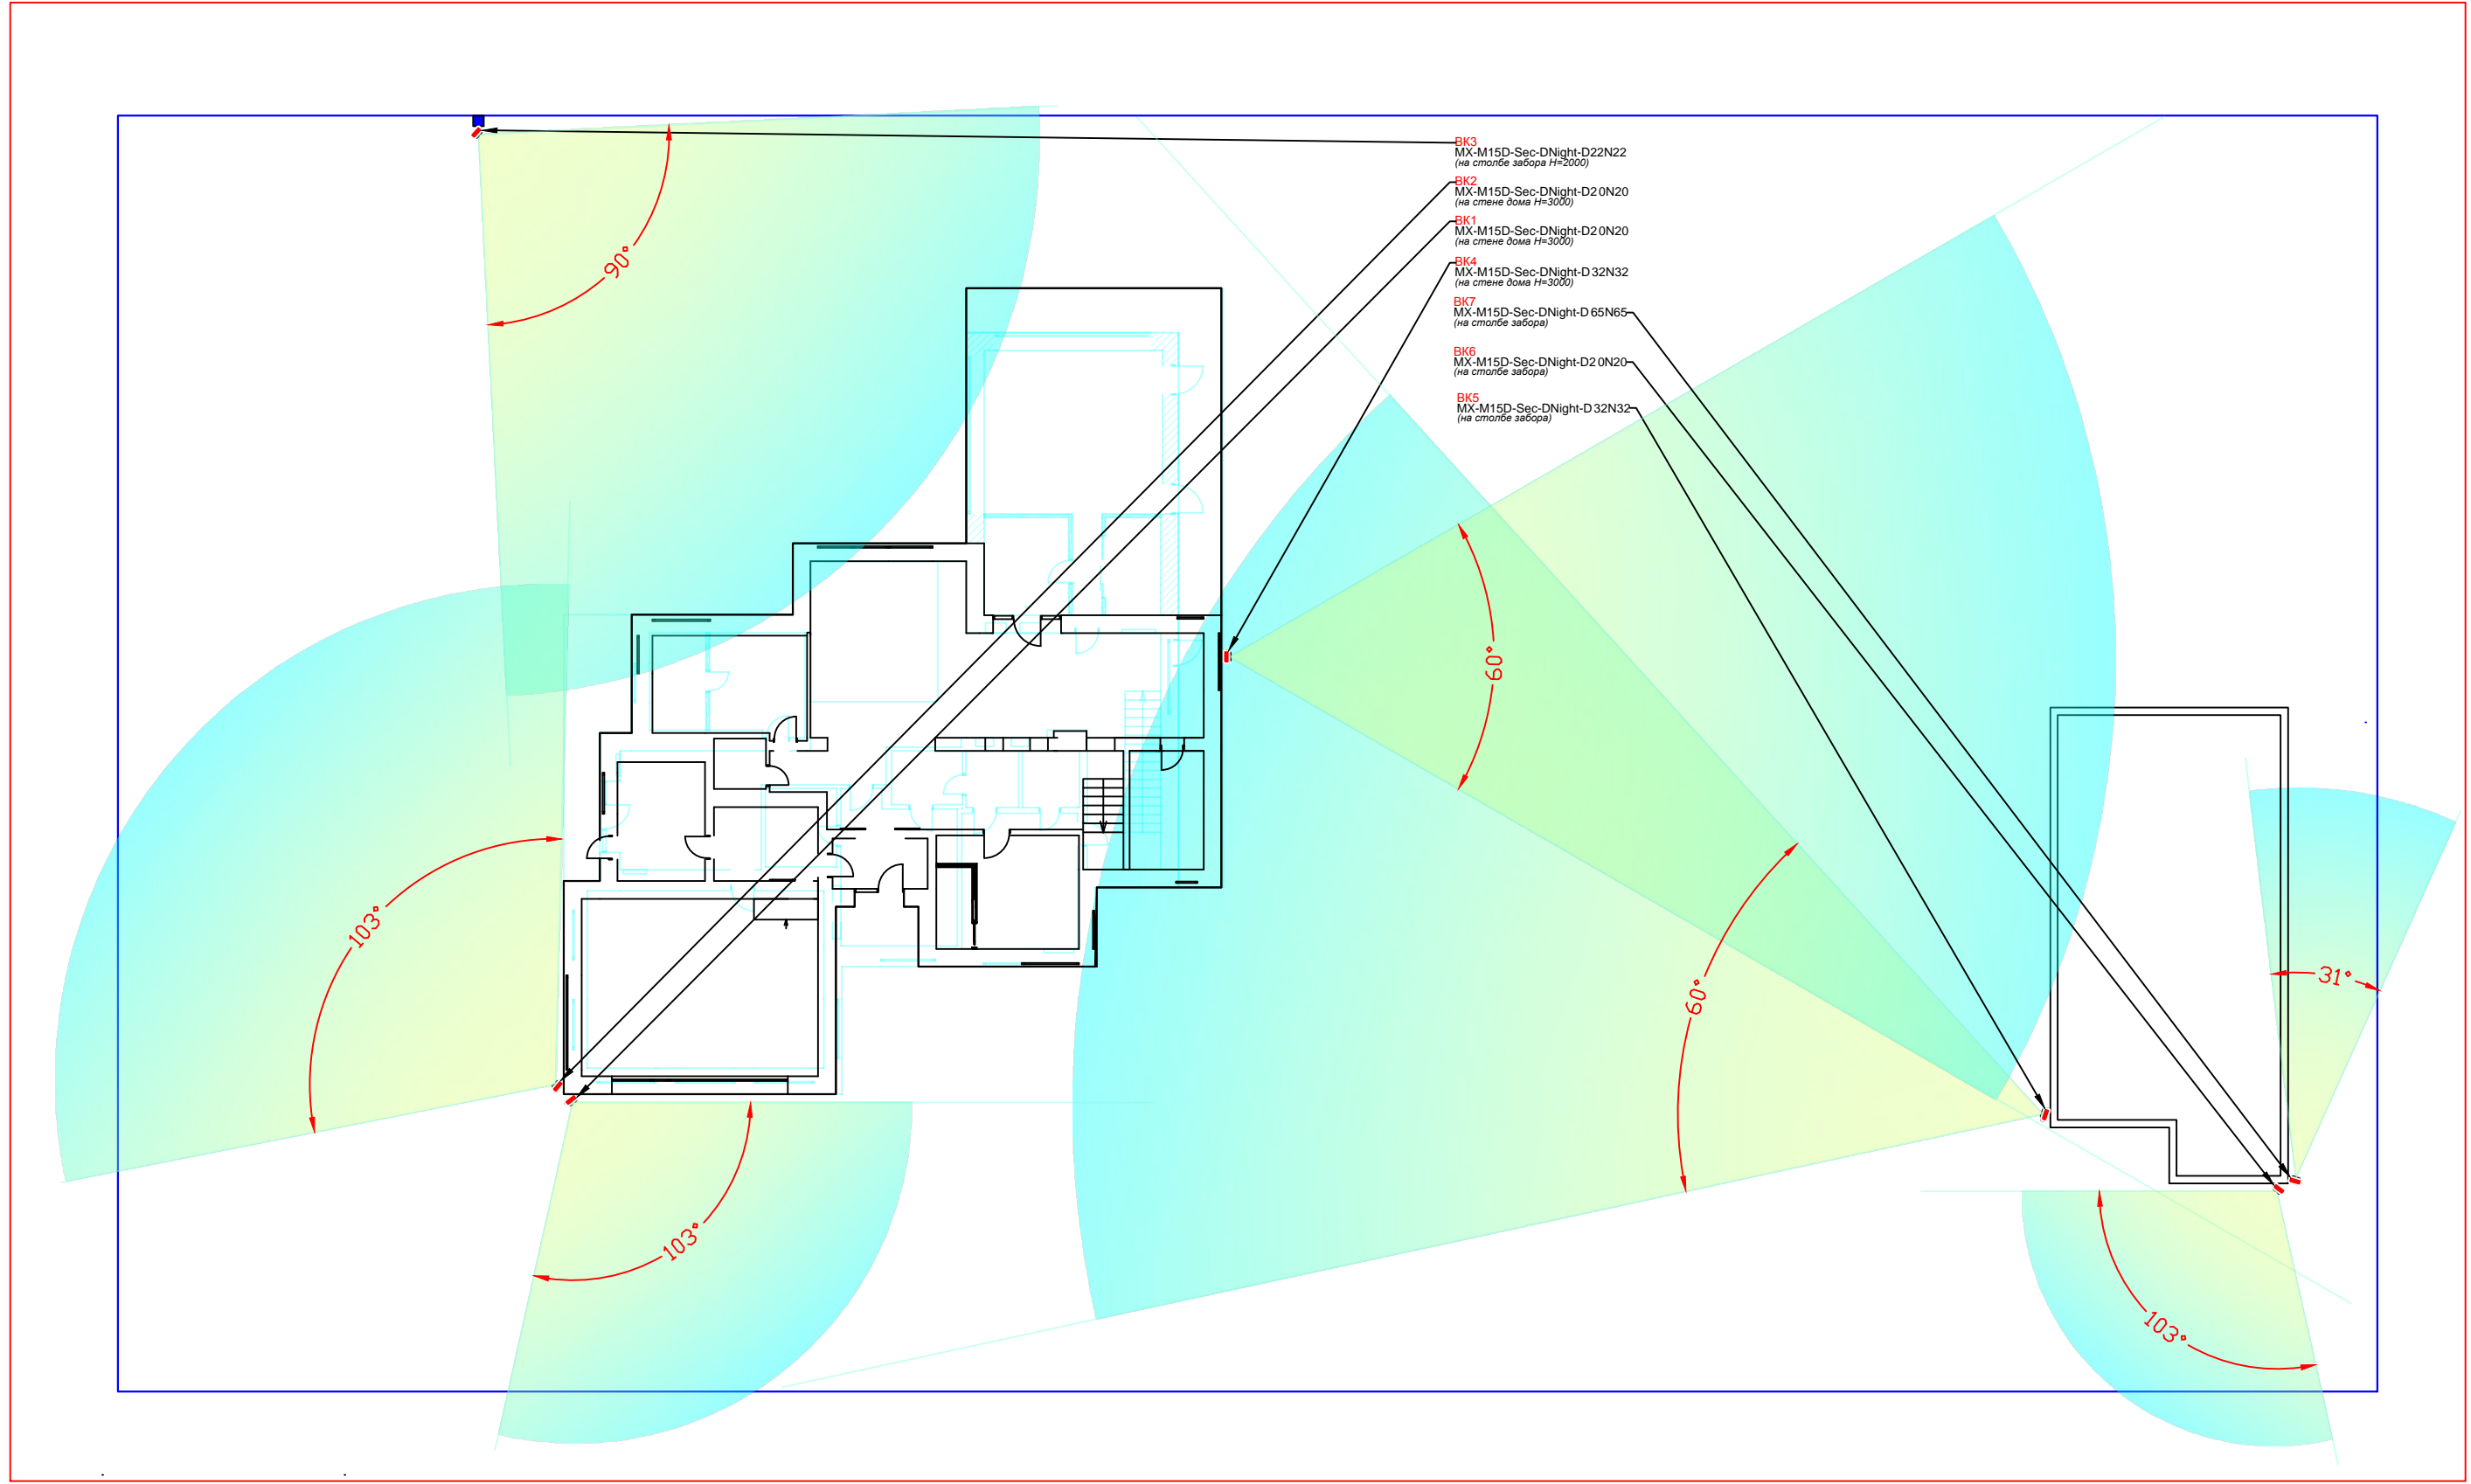 ВК3
MX-M15D-Sec-DNight-D22N22
(на столбе забора H=2000)
ВК2
MX-M15D-Sec-DNight-D20N20
(на стене дома H=3000)
ВК1
MX-M15D-Sec-DNight-D20N20
(на стене дома H=3000)
ВК4
MX-M15D-Sec-DNight-D32N32
(на стене дома H=3000)
ВК7
MX-M15D-Sec-DNight-D65N65
(на столбе забора)
ВК6
MX-M15D-Sec-DNight-D20N20
(на столбе забора)
ВК5
MX-M15D-Sec-DNight-D32N32
(на столбе забора)
90°
60°
103°
31°
60°
103°
103°